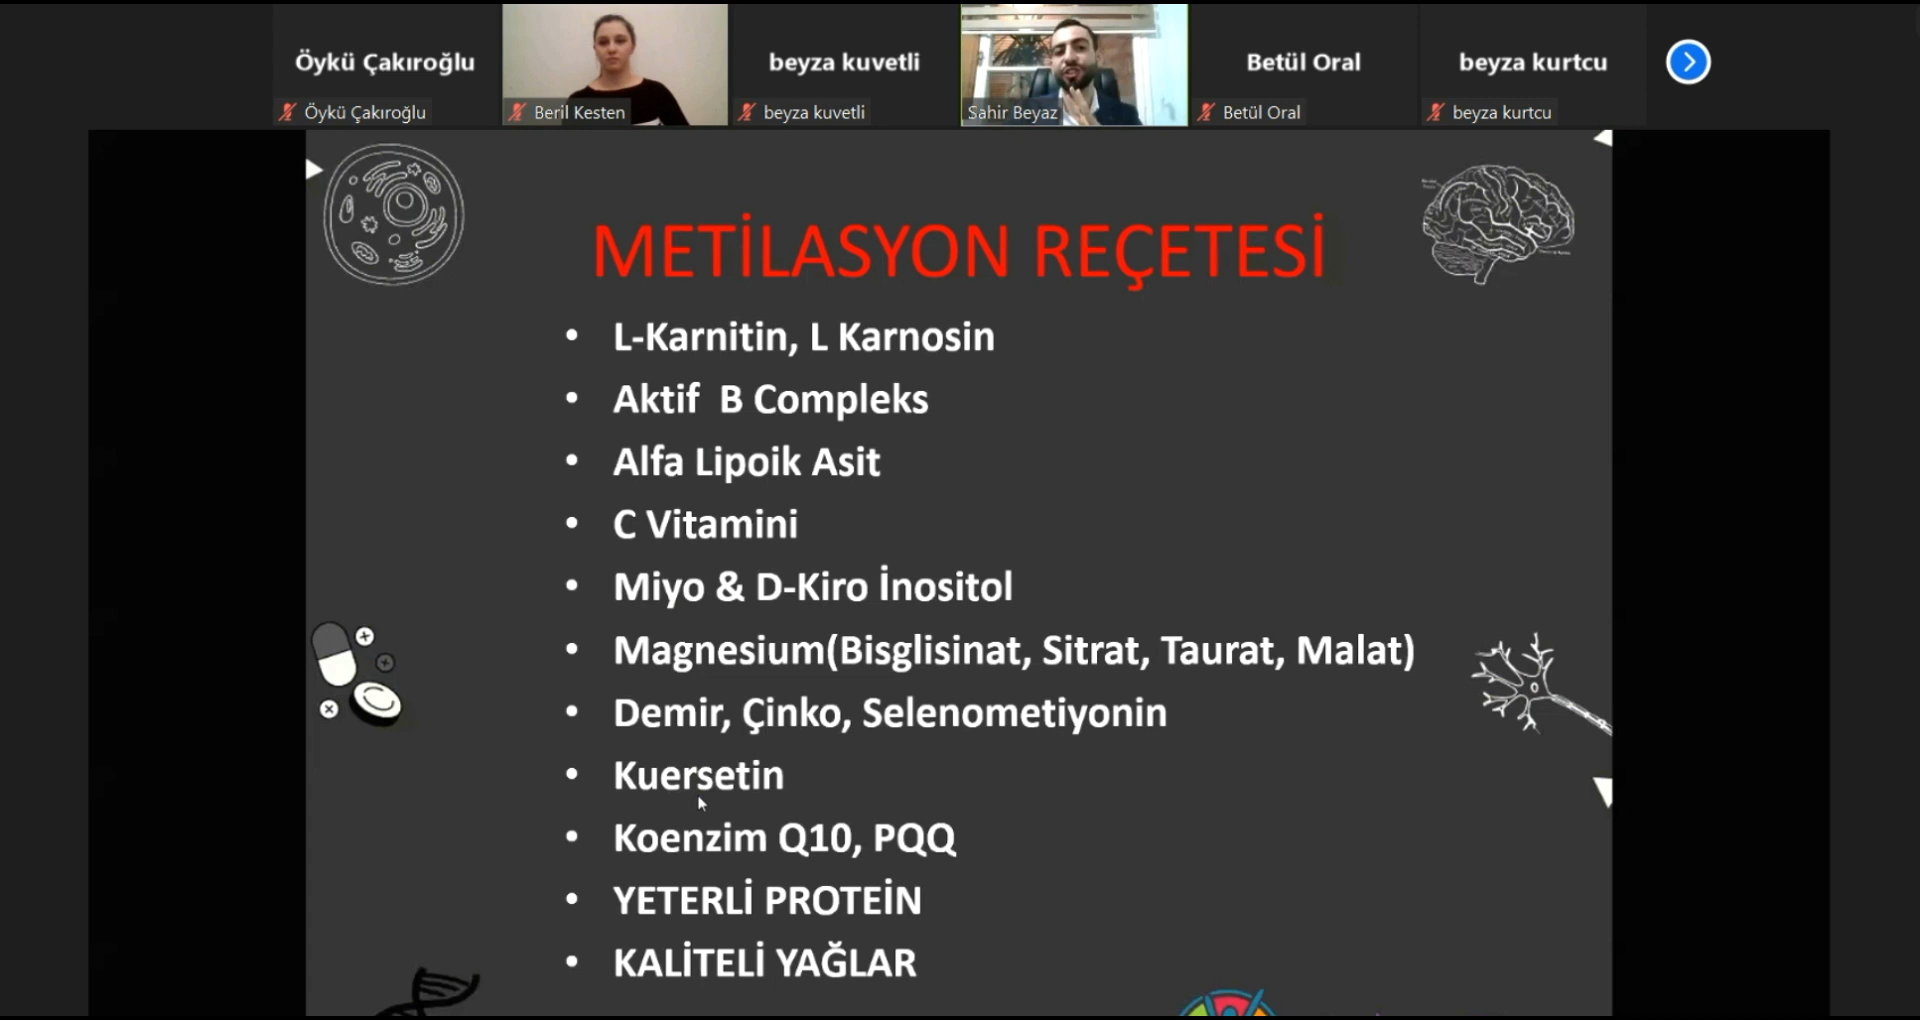 Öykü Çakıroğlu
beyza kuvetli
Betül Oral
beyza kurtcu
Öykü Çakıroğlu
Beril Kesten
beyza kuvetli
Sahir Beyaz
Betül Oral
beyza kurtcu
METİLASYON REÇETESİ
• L-Karnitin, L Karnosin
• Aktif B Compleks
• Alfa Lipoik Asit
• C Vitamini
• Miyo & D-Kiro İnositol
• Magnesium(Bisglisinat, Sitrat, Taurat, Malat)
• Demir, Çinko, Selenometiyonin
• Kuersetin
• Koenzim Q10, PQQ
• YETERLİ PROTEİN
• KALİTELİ YAĞLAR